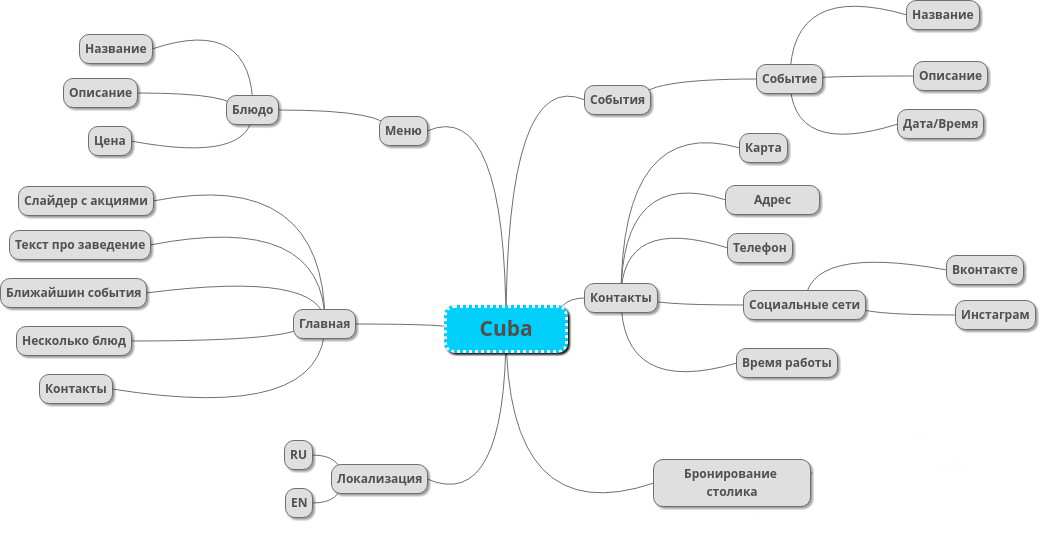 Cuba
Меню
Блюдо
Название
Описание
Цена
Главная
Слайдер с акциями
Текст про заведение
Ближайшин события
Несколько блюд
Контакты
Локализация
RU
EN
События
Событие
Название
Описание
Дата/Время
Контакты
Карта
Адрес
Телефон
Социальные сети
Вконтакте
Инстаграм
Время работы
Бронирование
столика